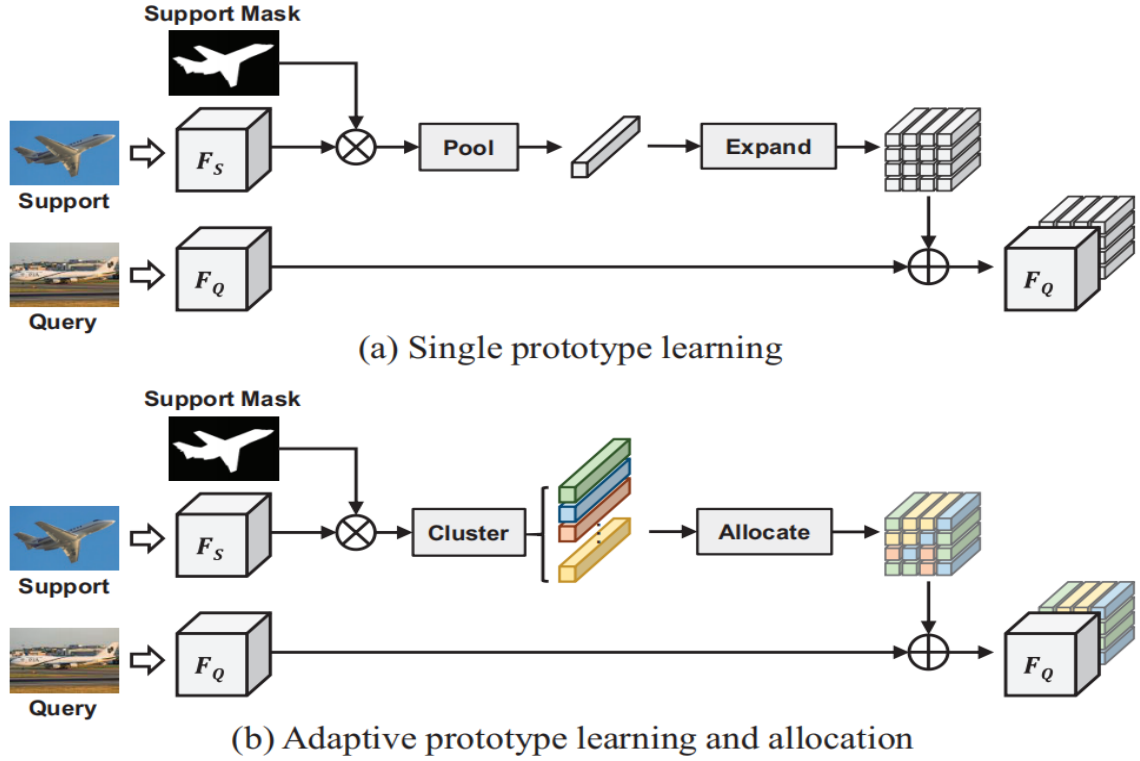 Support Mask
F_S
Pool
Expand
Support
F_Q
F_Q
Query
(a) Single prototype learning
Support Mask
F_S
Cluster
Allocate
Support
F_Q
F_Q
Query
(b) Adaptive prototype learning and allocation